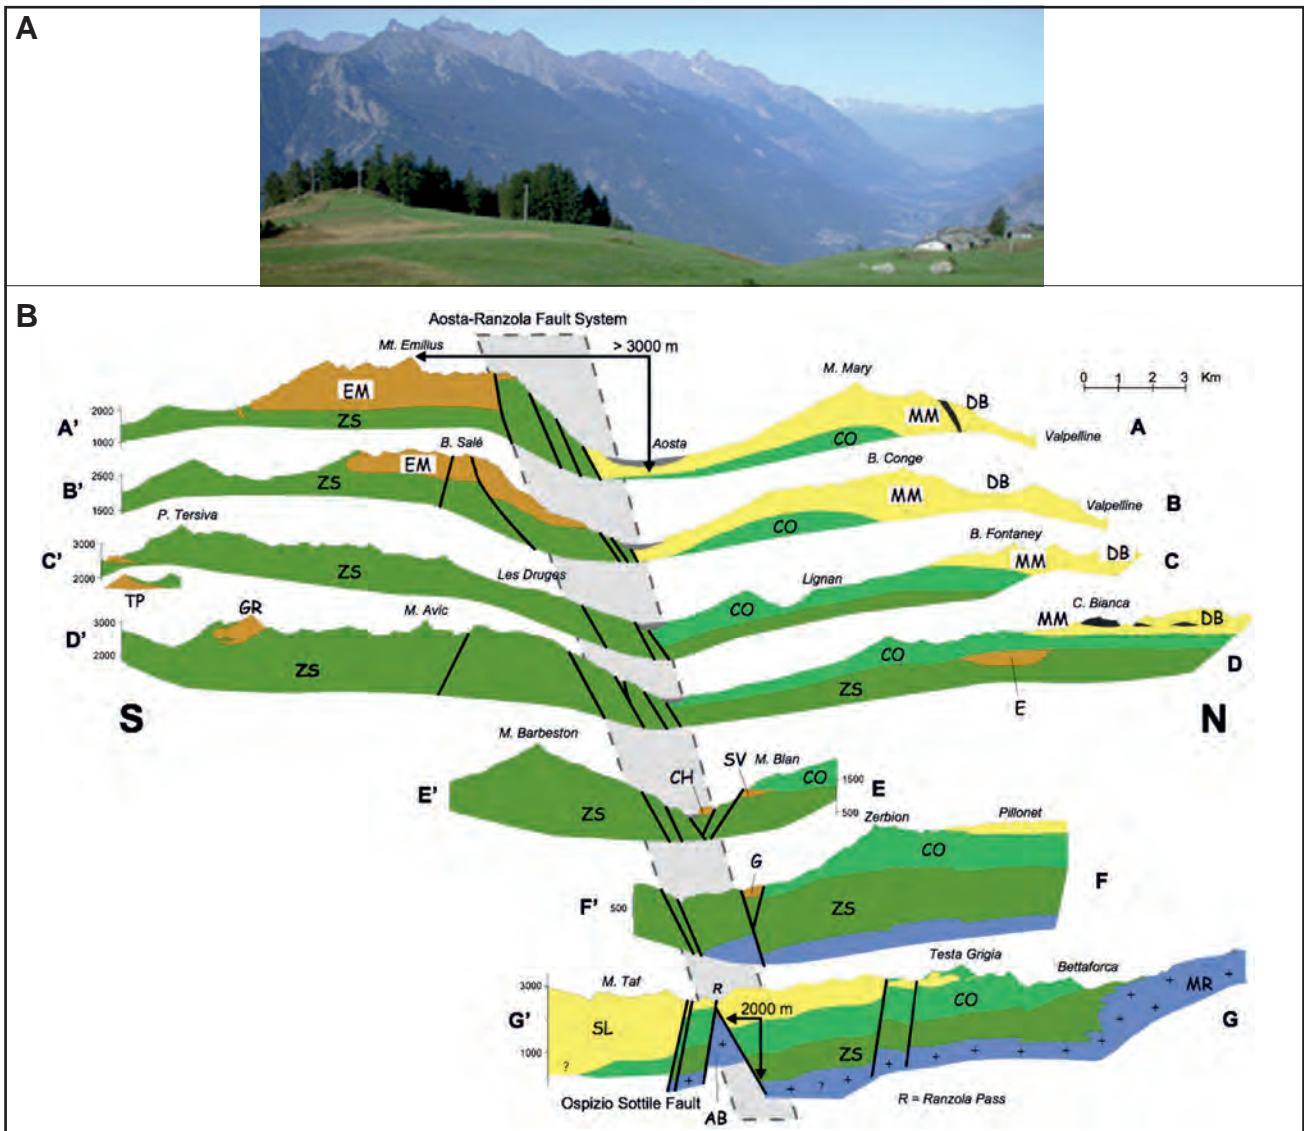 A
B
Aosta-Ranzola Fault System
Mt. Emilius
> 3000 m
M. Mary
0 1 2 3 Km
EM
ZS
2000
1000
A'
MM
DB
CO
Aosta
Valpelline
A
B. Salé
B. Conge
2500
1500
B'
ZS
EM
MM
DB
CO
Valpelline
B
P. Tersiva
B. Fontaney
3000
2000
C'
ZS
Les Druges
Lignan
CO
MM
DB
C
TP
GR
M. Avic
C. Bianca
3000
2000
D'
ZS
MM
DB
CO
ZS
D
E
S
N
M. Barbeston
SV
M. Blan
CH
CO
1500
500
E'
ZS
E
Zerbion
Pillonet
G
CO
F'
500
ZS
F
Testa Grigia
Bettaforca
M. Taf
R
3000
1000
2000 m
G'
SL
CO
MR
G
ZS
?
?
Ospizio Sottile Fault
AB
R = Ranzola Pass